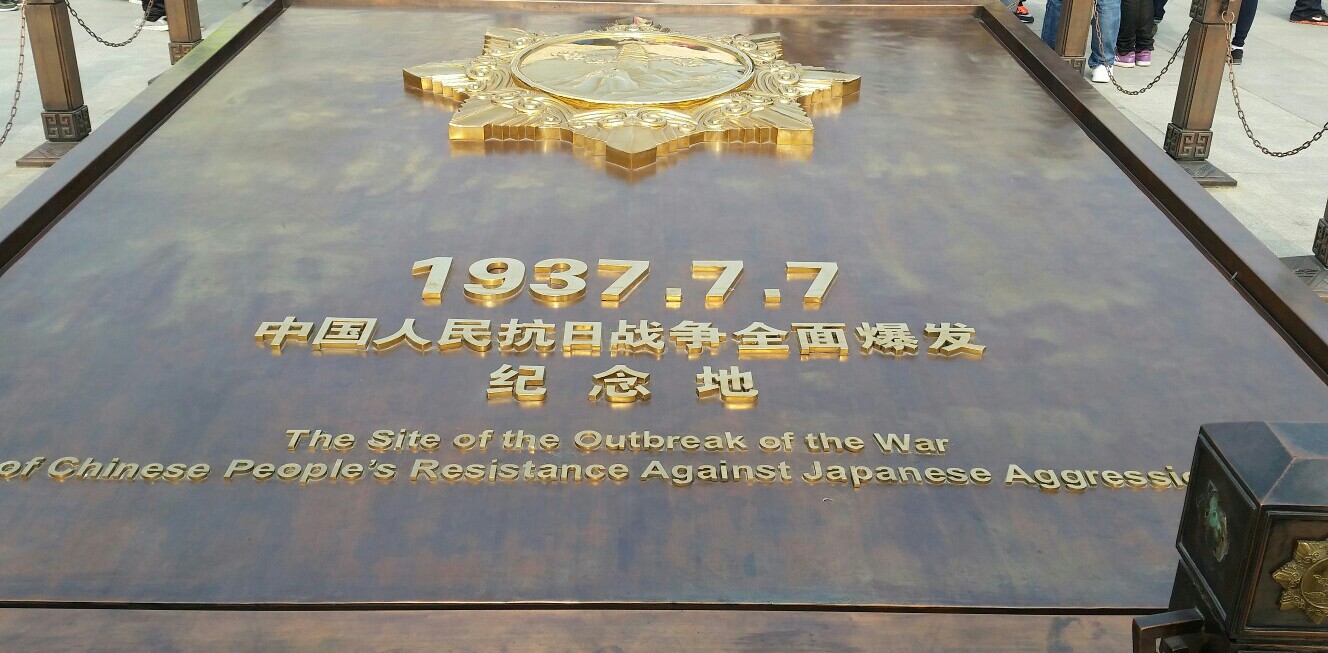 1937.7.7
中国人民抗日战争全面爆发
纪念地
The Site of the Outbreak of the War
of Chinese People's Resistance Against Japanese Aggressio